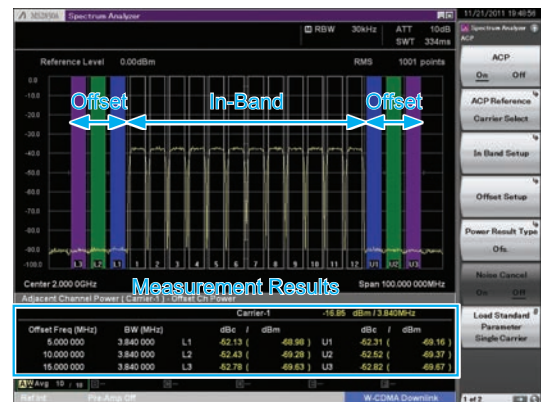 MS2690A Spectrum Analyzer 11/21/2011 19:48:56
RBW 30kHz ATT 10dB
SWT 334ms
Reference Level 0.00dBm RMS 1001 points
Spectrum Analyzer
ACP
ACP
On Off
ACP Reference
Carrier Select
In Band Setup
Offset Setup
Power Result Type
Ofs.
Noise Cancel
On Off
Load Standard
Parameter
Single Carrier
1 of 2
0.0
-10.0
-20.0
-30.0
-40.0
-50.0
-60.0
-70.0
-80.0
-90.0
-100.0
Offset In-Band Offset
L3 L2 L1 1 2 3 4 5 6 7 8 9 10 11 12 U1 U2 U3
Center 2.000 0GHz Span 100.000 000MHz
Measurement Results
Adjacent Channel Power ( Carrier-1 ) - Offset Ch Power
Carrier-1 -16.85 dBm / 3.840MHz
Offset Freq (MHz) BW (MHz) dBc / dBm dBc / dBm
5.000 000 3.840 000 L1 -52.13 ( -68.98 ) U1 -52.31 ( -69.16 )
10.000 000 3.840 000 L2 -52.43 ( -69.28 ) U2 -52.52 ( -69.37 )
15.000 000 3.840 000 L3 -52.78 ( -69.63 ) U3 -52.82 ( -69.67 )
Avg 10 / 10
Ref.Int Pre-Amp Off W-CDMA Downlink